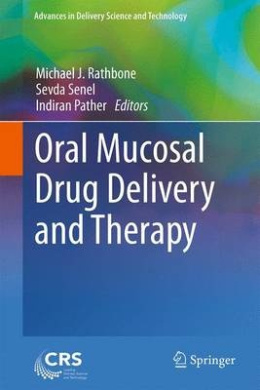 Advances in Delivery Science and Technology
Michael J. Rathbone
Sevda Senel
Indiran Pather Editors
Oral Mucosal
Drug Delivery
and Therapy
CRS
Springer